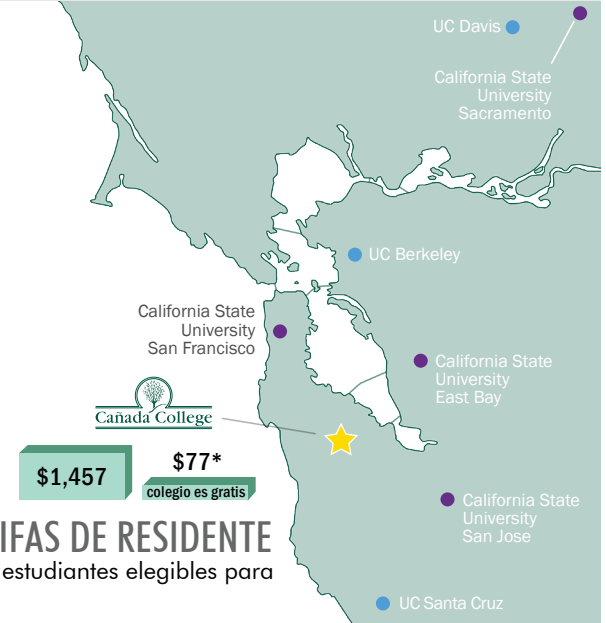 UC Davis
California State
University
Sacramento
UC Berkeley
California State
University
San Francisco
California State
University
East Bay
Cañada College
$1,457
$77*
colegio es gratis
California State
University
San Jose
IFAS DE RESIDENTE
estudiantes elegibles para
UC Santa Cruz